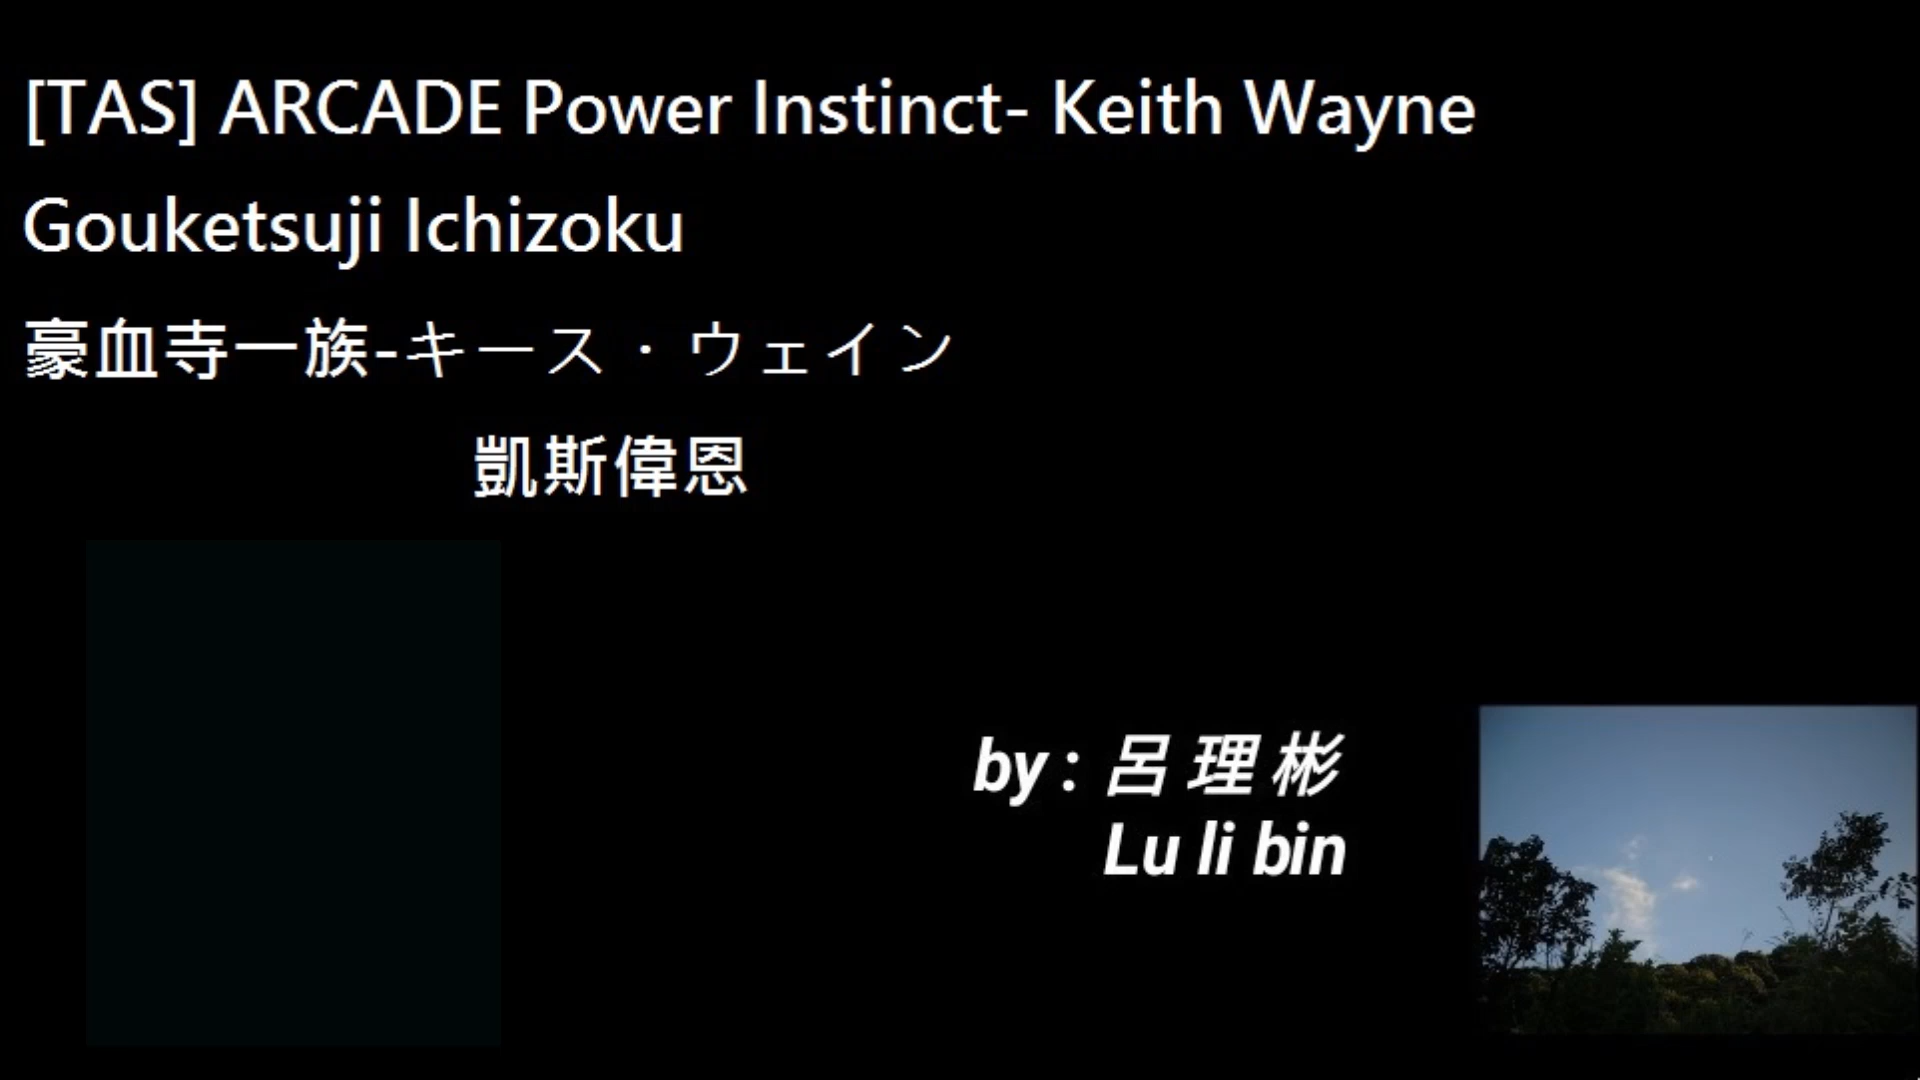 [TAS] ARCADE Power Instinct- Keith Wayne
Gouketsuji Ichizoku
豪血寺一族-キース・ウェイン
凱斯偉恩
by : 呂 理 彬
Lu li bin